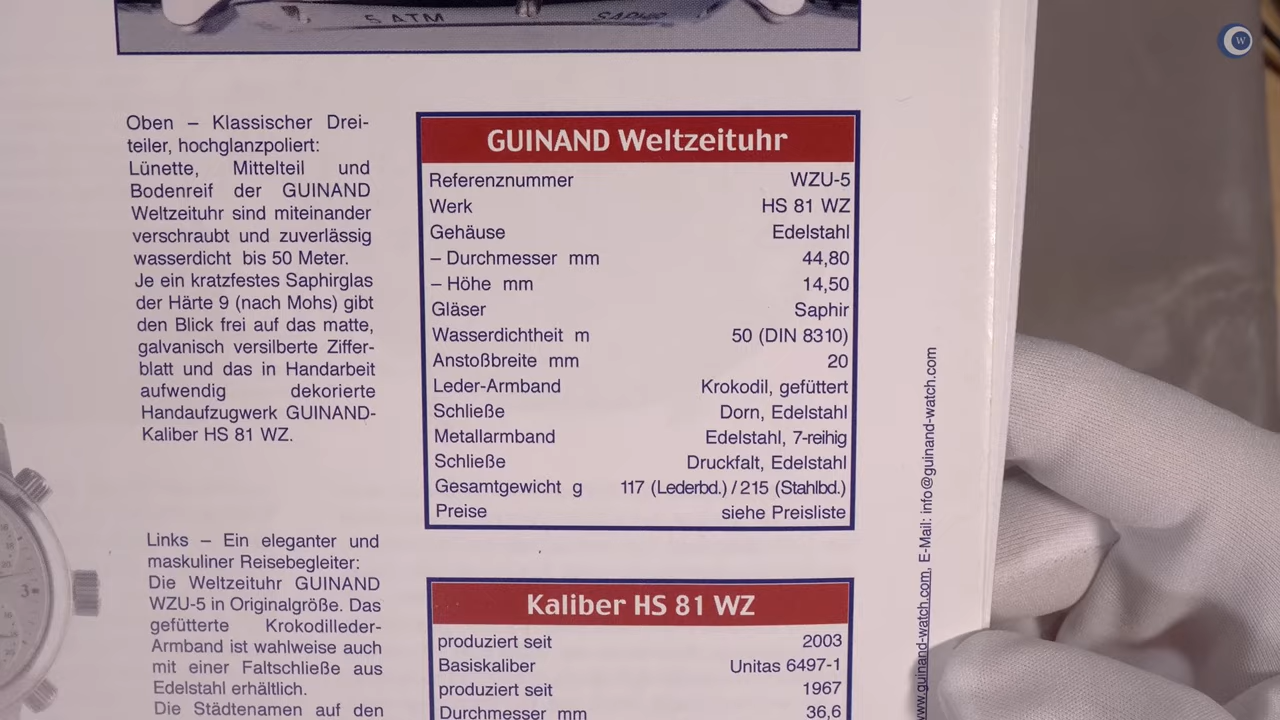 5 ATM
Oben – Klassischer Drei-
teiler, hochglanzpoliert:
Lünette, Mittelteil und
Bodenreif der GUINAND
Weltzeituhr sind miteinander
verschraubt und zuverlässig
wasserdicht bis 50 Meter.
Je ein kratzfestes Saphirglas
der Härte 9 (nach Mohs) gibt
den Blick frei auf das matte,
galvanisch versilberte Ziffer-
blatt und das in Handarbeit
aufwendig dekorierte
Handaufzugwerk GUINAND-
Kaliber HS 81 WZ.
Links – Ein eleganter und
maskuliner Reisebegleiter:
Die Weltzeituhr GUINAND
WZU-5 in Originalgröße. Das
gefütterte Krokodilleder-
Armband ist wahlweise auch
mit einer Faltschließe aus
Edelstahl erhältlich.
Die Städtenamen auf den
GUINAND Weltzeituhr
Referenznummer WZU-5
Werk HS 81 WZ
Gehäuse Edelstahl
– Durchmesser mm 44,80
– Höhe mm 14,50
Gläser Saphir
Wasserdichtheit m 50 (DIN 8310)
Anstoßbreite mm 20
Leder-Armband Krokodil, gefüttert
Schließe Dorn, Edelstahl
Metallarmband Edelstahl, 7-reihig
Schließe Druckfalt, Edelstahl
Gesamtgewicht g 117 (Lederbd.) / 215 (Stahlbd.)
Preise siehe Preisliste
Kaliber HS 81 WZ
produziert seit 2003
Basiskaliber Unitas 6497-1
produziert seit 1967
Durchmesser mm 36,6
www.guinand-watch.com, E-Mail: info@guinand-watch.com
3
W